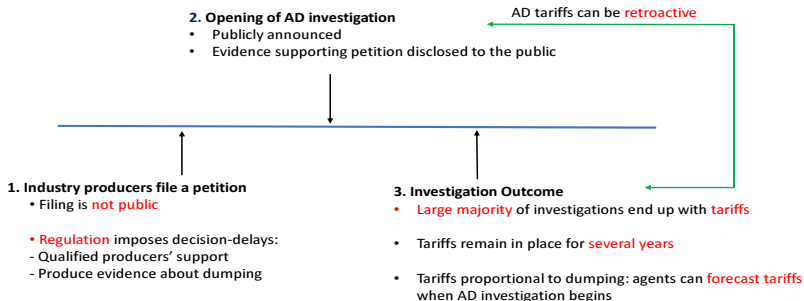 2. Opening of AD investigation
• Publicly announced
• Evidence supporting petition disclosed to the public
AD tariffs can be retroactive
1. Industry producers file a petition
• Filing is not public
• Regulation imposes decision-delays:
- Qualified producers' support
- Produce evidence about dumping
3. Investigation Outcome
• Large majority of investigations end up with tariffs
• Tariffs remain in place for several years
• Tariffs proportional to dumping: agents can forecast tariffs
when AD investigation begins